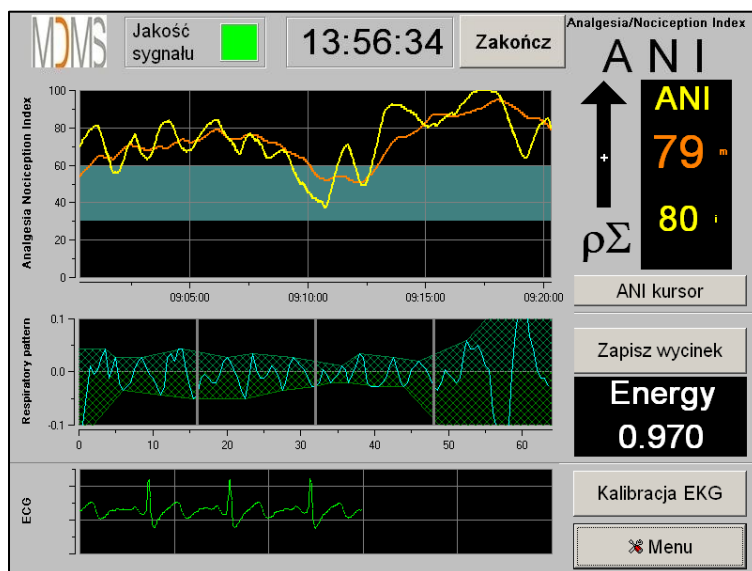 MDMS
Jakość
sygnału
13:56:34
Zakończ
Analgesia/Nociception Index
A N I
ANI
79 m
80 i
ρΣ
ANI kursor
Analgesia Nociception Index
100
80
60
40
20
0
09:05:00 09:10:00 09:15:00 09:20:00
Respiratory pattern
0.1
0.0
-0.1
0 10 20 30 40 50 60
Zapisz wycinek
Energy
0.970
ECG
Kalibracja EKG
Menu